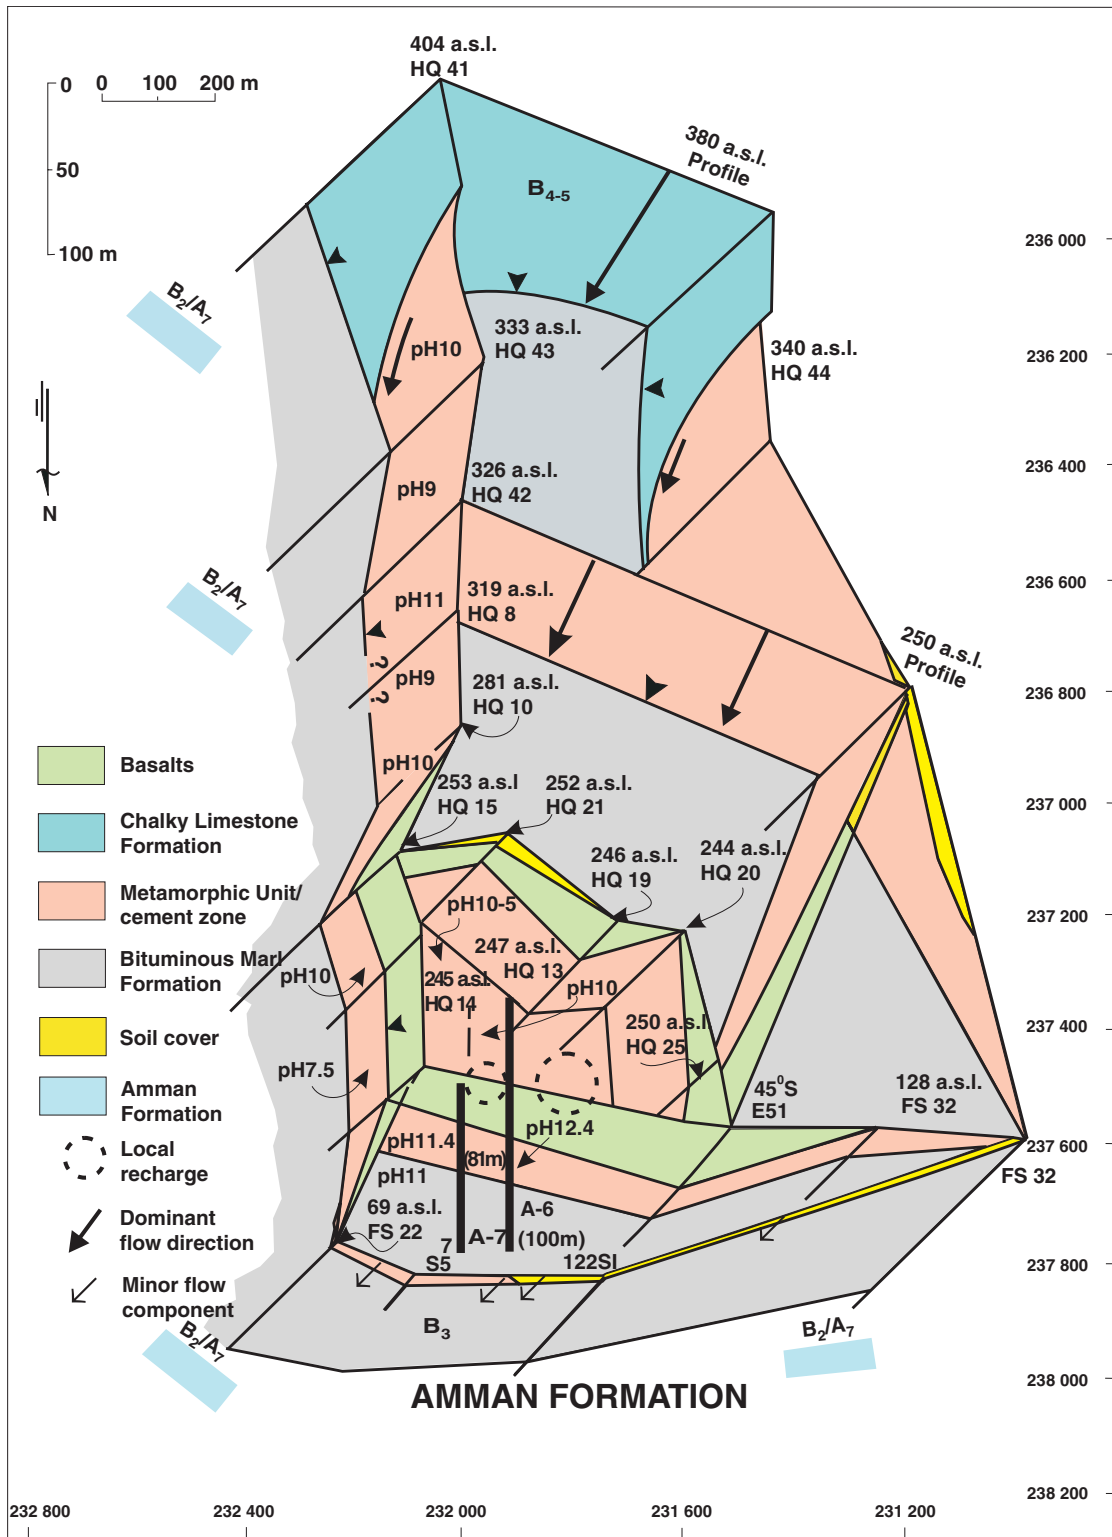 404 a.s.l.
HQ 41
0
0 100 200 m
50
100 m
380 a.s.l.
Profile
B4-5
236 000
B2/A7
333 a.s.l.
HQ 43
pH10
340 a.s.l.
HQ 44
236 200
326 a.s.l.
HQ 42
236 400
pH9
N
B2/A7
236 600
319 a.s.l.
HQ 8
pH11
250 a.s.l.
Profile
?
?
pH9
281 a.s.l.
HQ 10
236 800
Basalts
pH10
253 a.s.l
HQ 15
252 a.s.l.
HQ 21
237 000
Chalky Limestone
Formation
246 a.s.l.
HQ 19
244 a.s.l.
HQ 20
Metamorphic Unit/
cement zone
pH10-5
237 200
Bituminous Marl
Formation
247 a.s.l.
HQ 13
pH10
245 a.s.l
HQ 14
pH10
250 a.s.l.
HQ 25
237 400
Soil cover
pH7.5
45⁰S
E51
128 a.s.l.
FS 32
Amman
Formation
pH11.4
(81m)
pH12.4
237 600
Local
recharge
pH11
FS 32
69 a.s.l.
FS 22
A-6
(100m)
Dominant
flow direction
7
S5
A-7
122SI
237 800
Minor flow
component
B3
B2/A7
B2/A7
AMMAN FORMATION
238 000
238 200
232 800 232 400 232 000 231 600 231 200